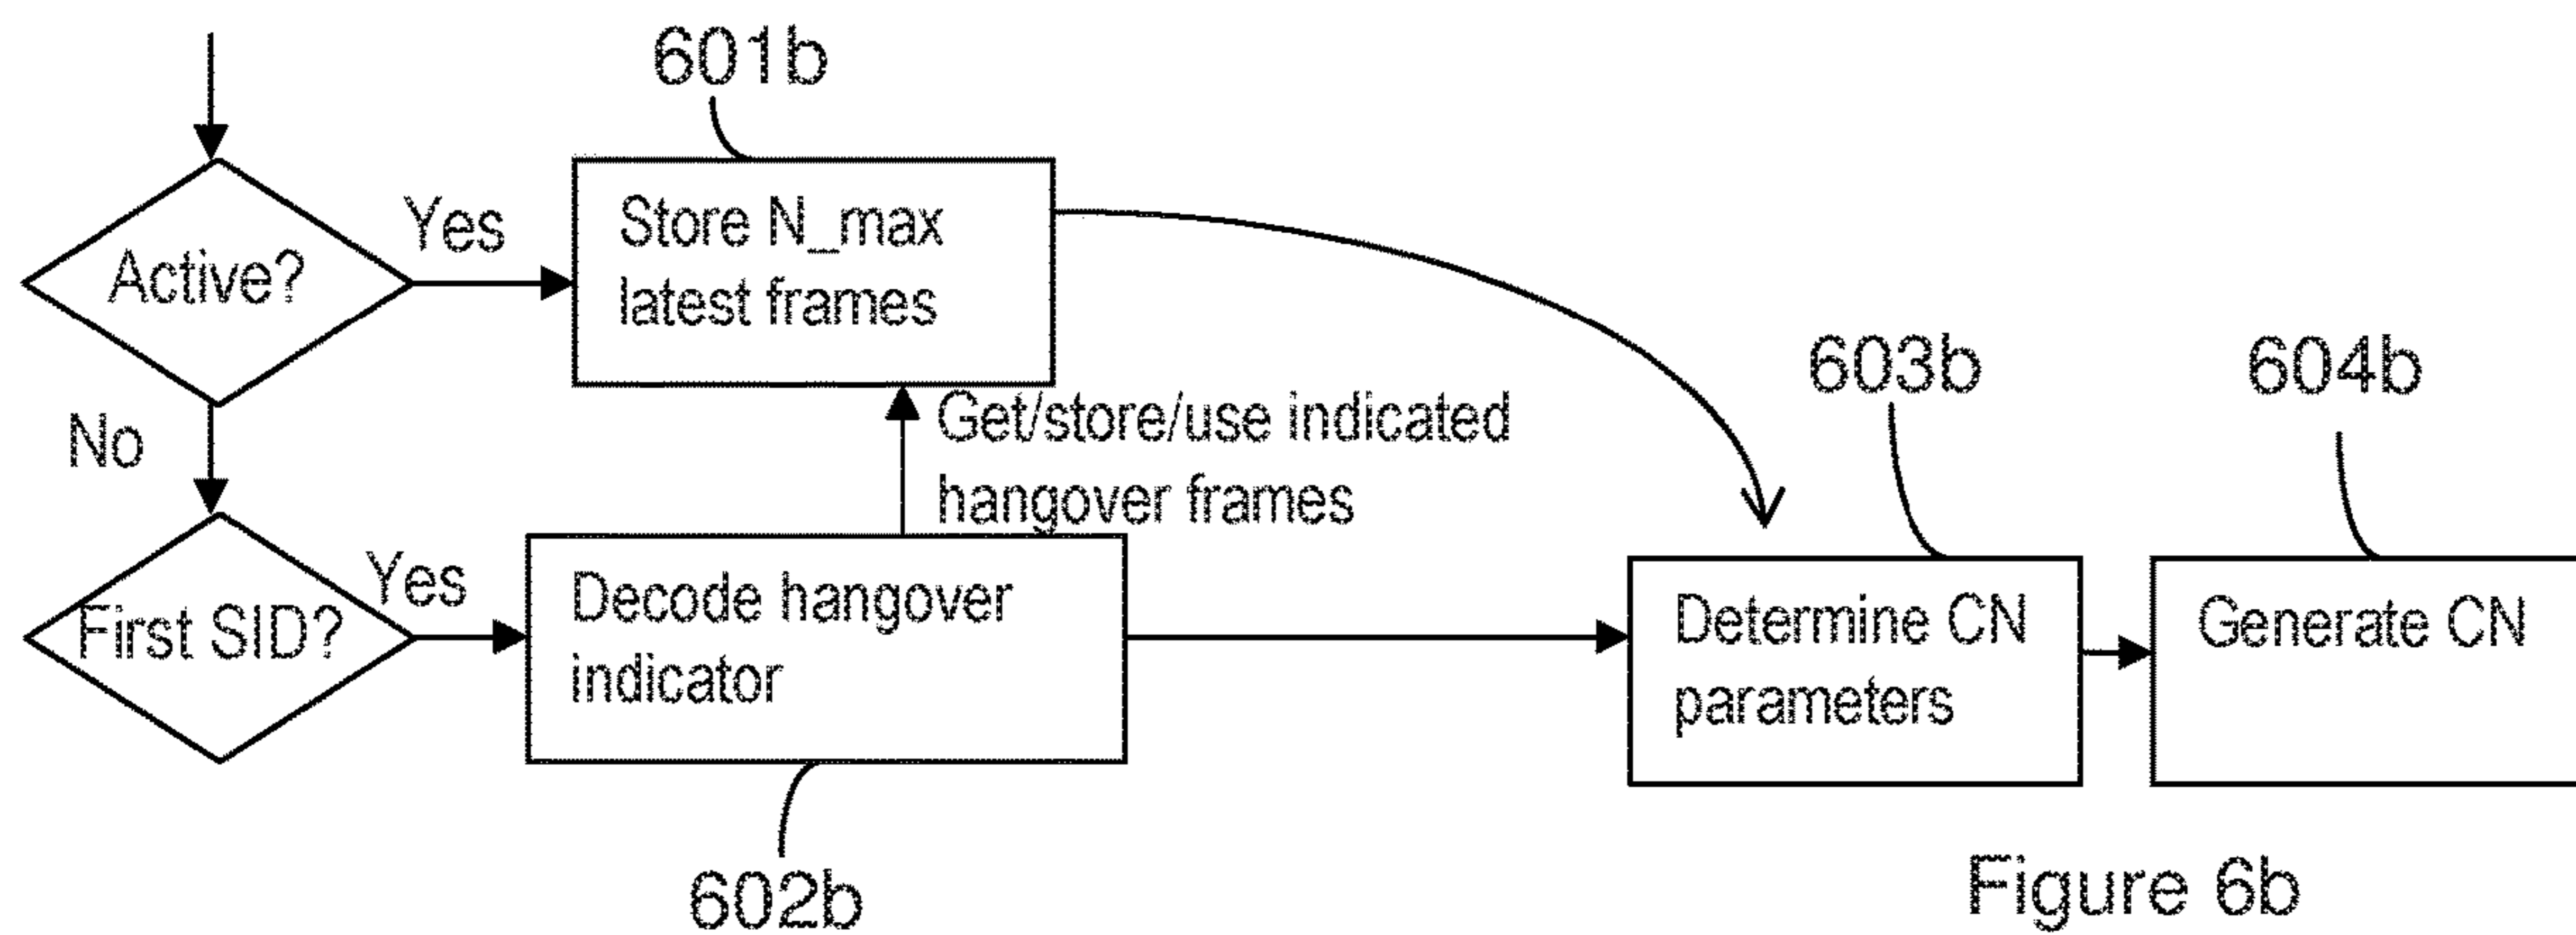 601b
Yes
Store N_max
latest frames
Active?
No
Get/store/use indicated
hangover frames
603b
604b
Yes
First SID?
Decode hangover
indicator
Determine CN
parameters
Generate CN
602b
Figure 6b